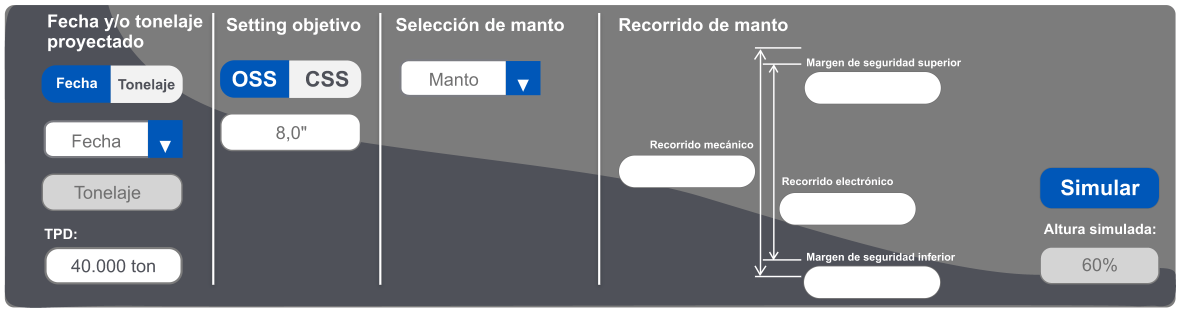 Fecha y/o tonelaje
proyectado
Fecha
Tonelaje
Fecha
Tonelaje
TPD:
40.000 ton
Setting objetivo
OSS
CSS
8,0"
Selección de manto
Manto
Recorrido de manto
Margen de seguridad superior
Recorrido mecánico
Recorrido electrónico
Margen de seguridad inferior
Simular
Altura simulada:
60%